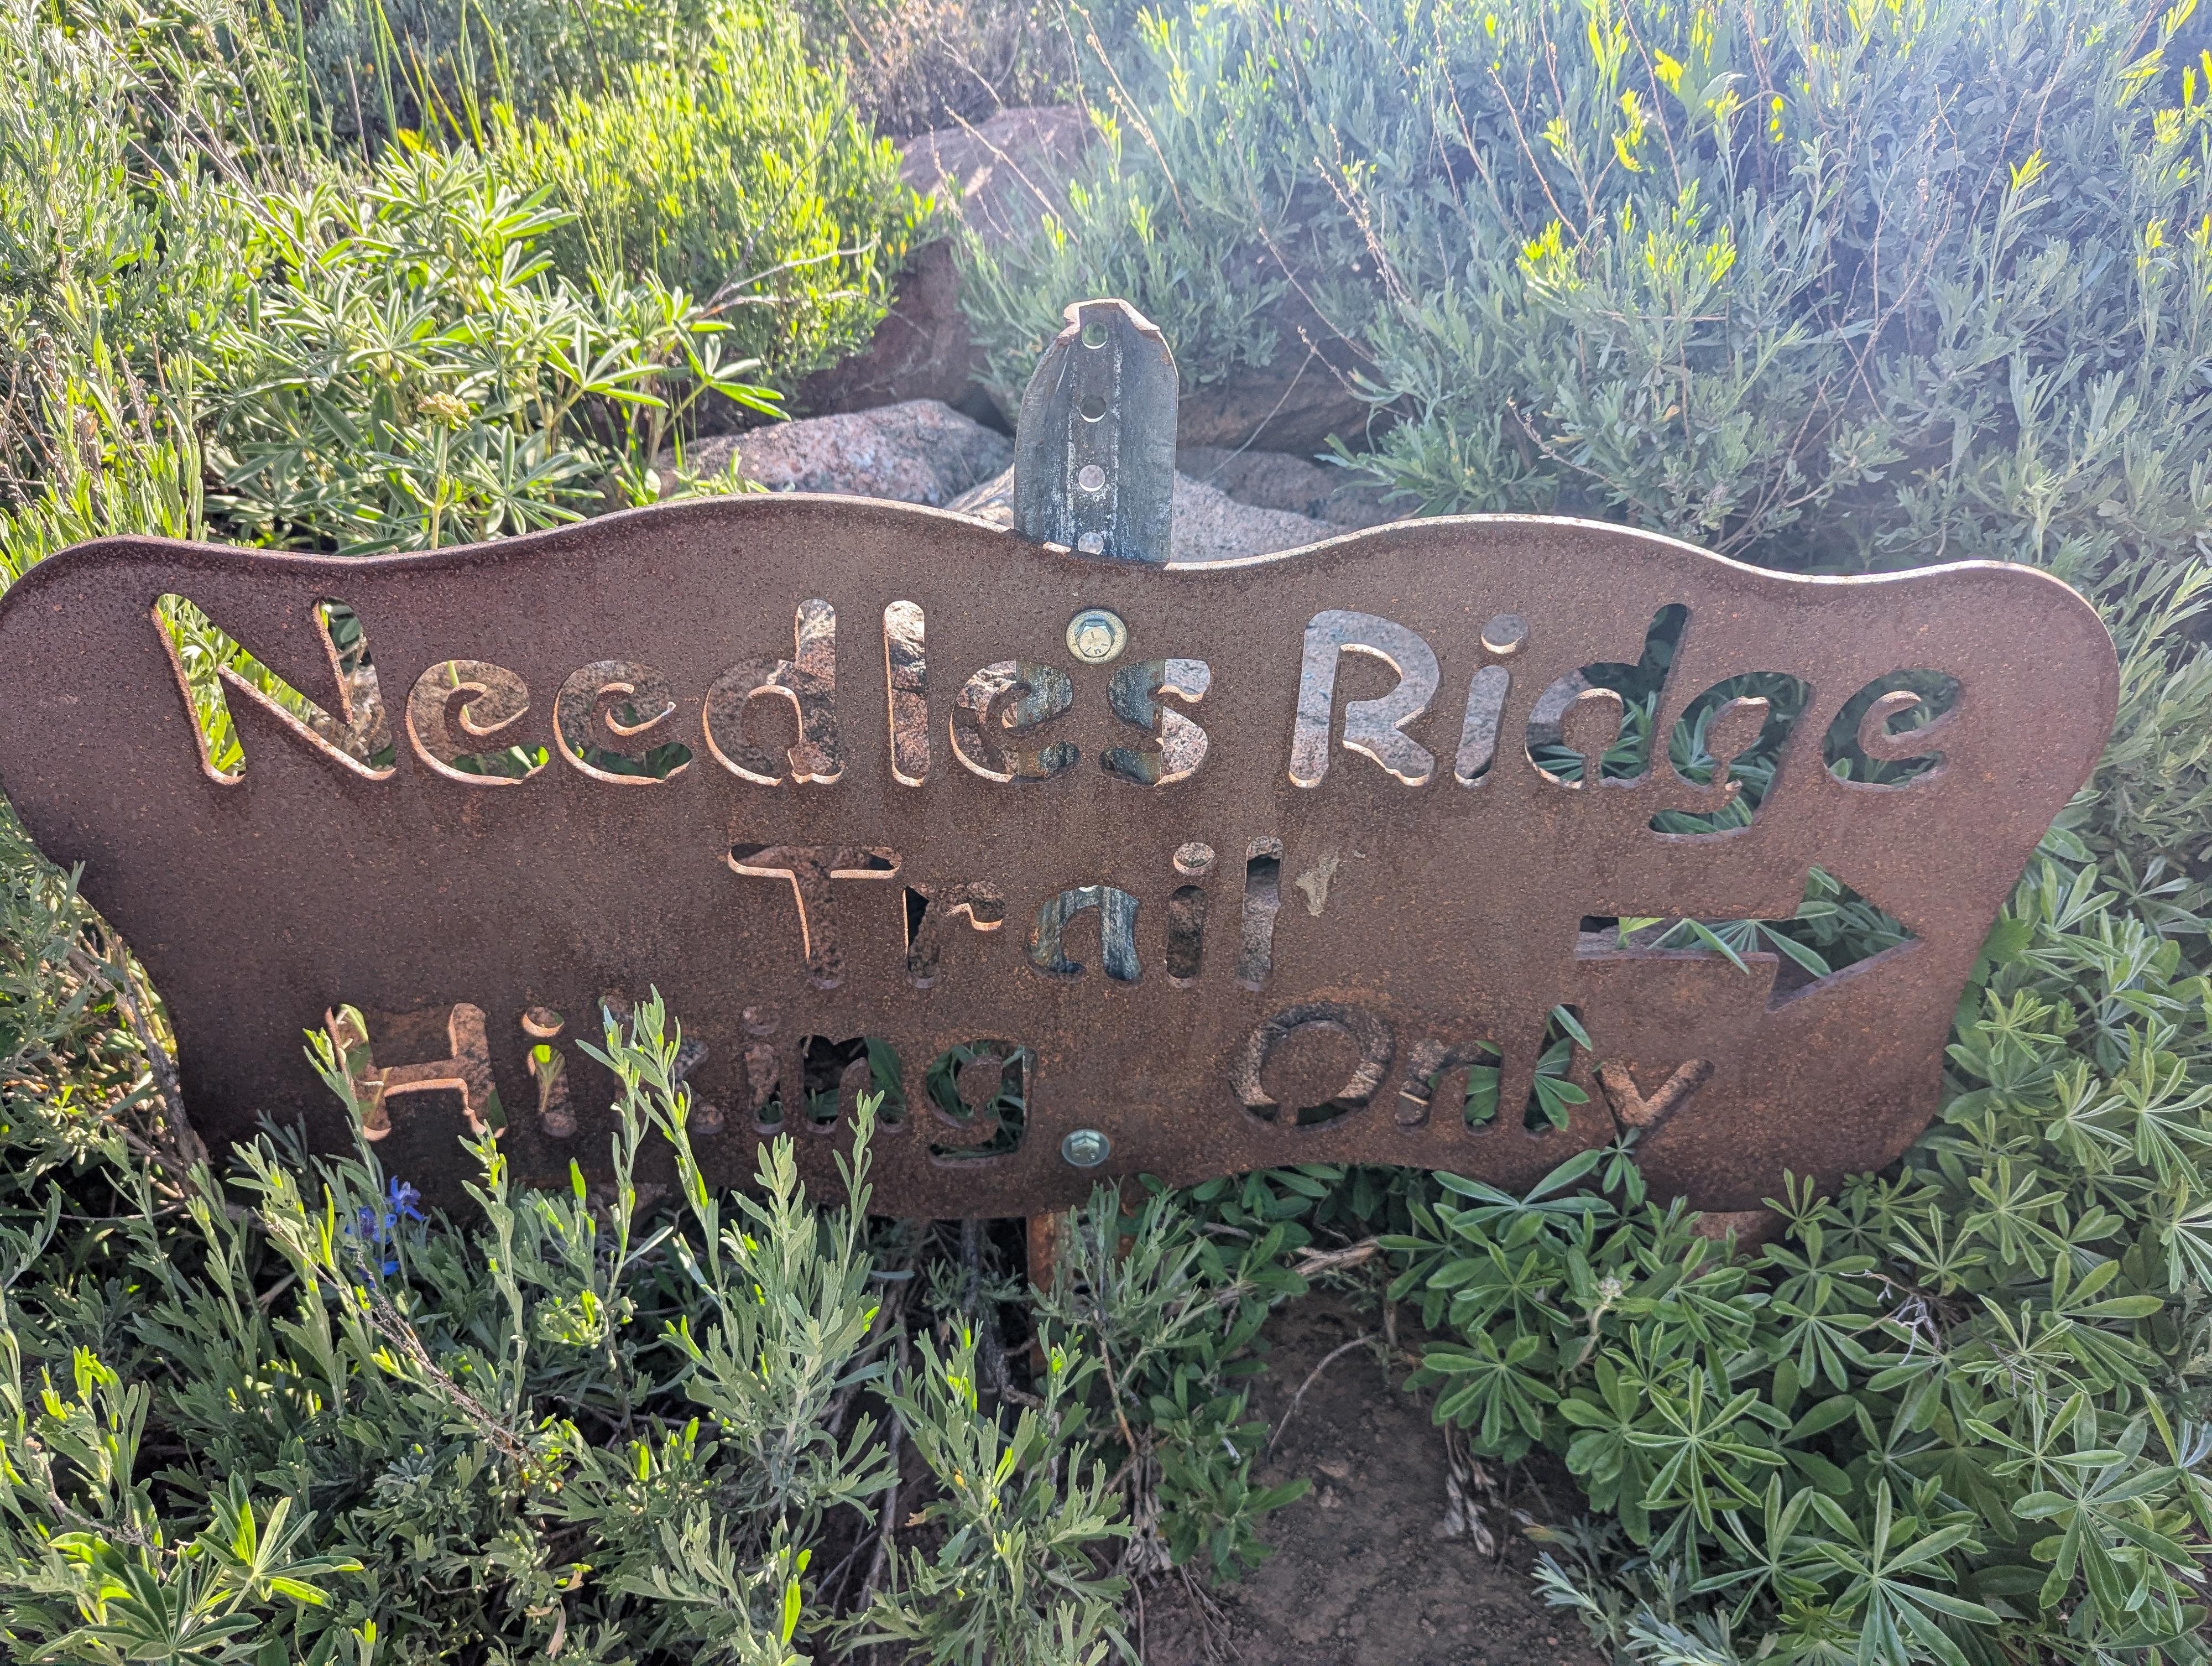 Needle's Ridge
Trail
Hiking Only